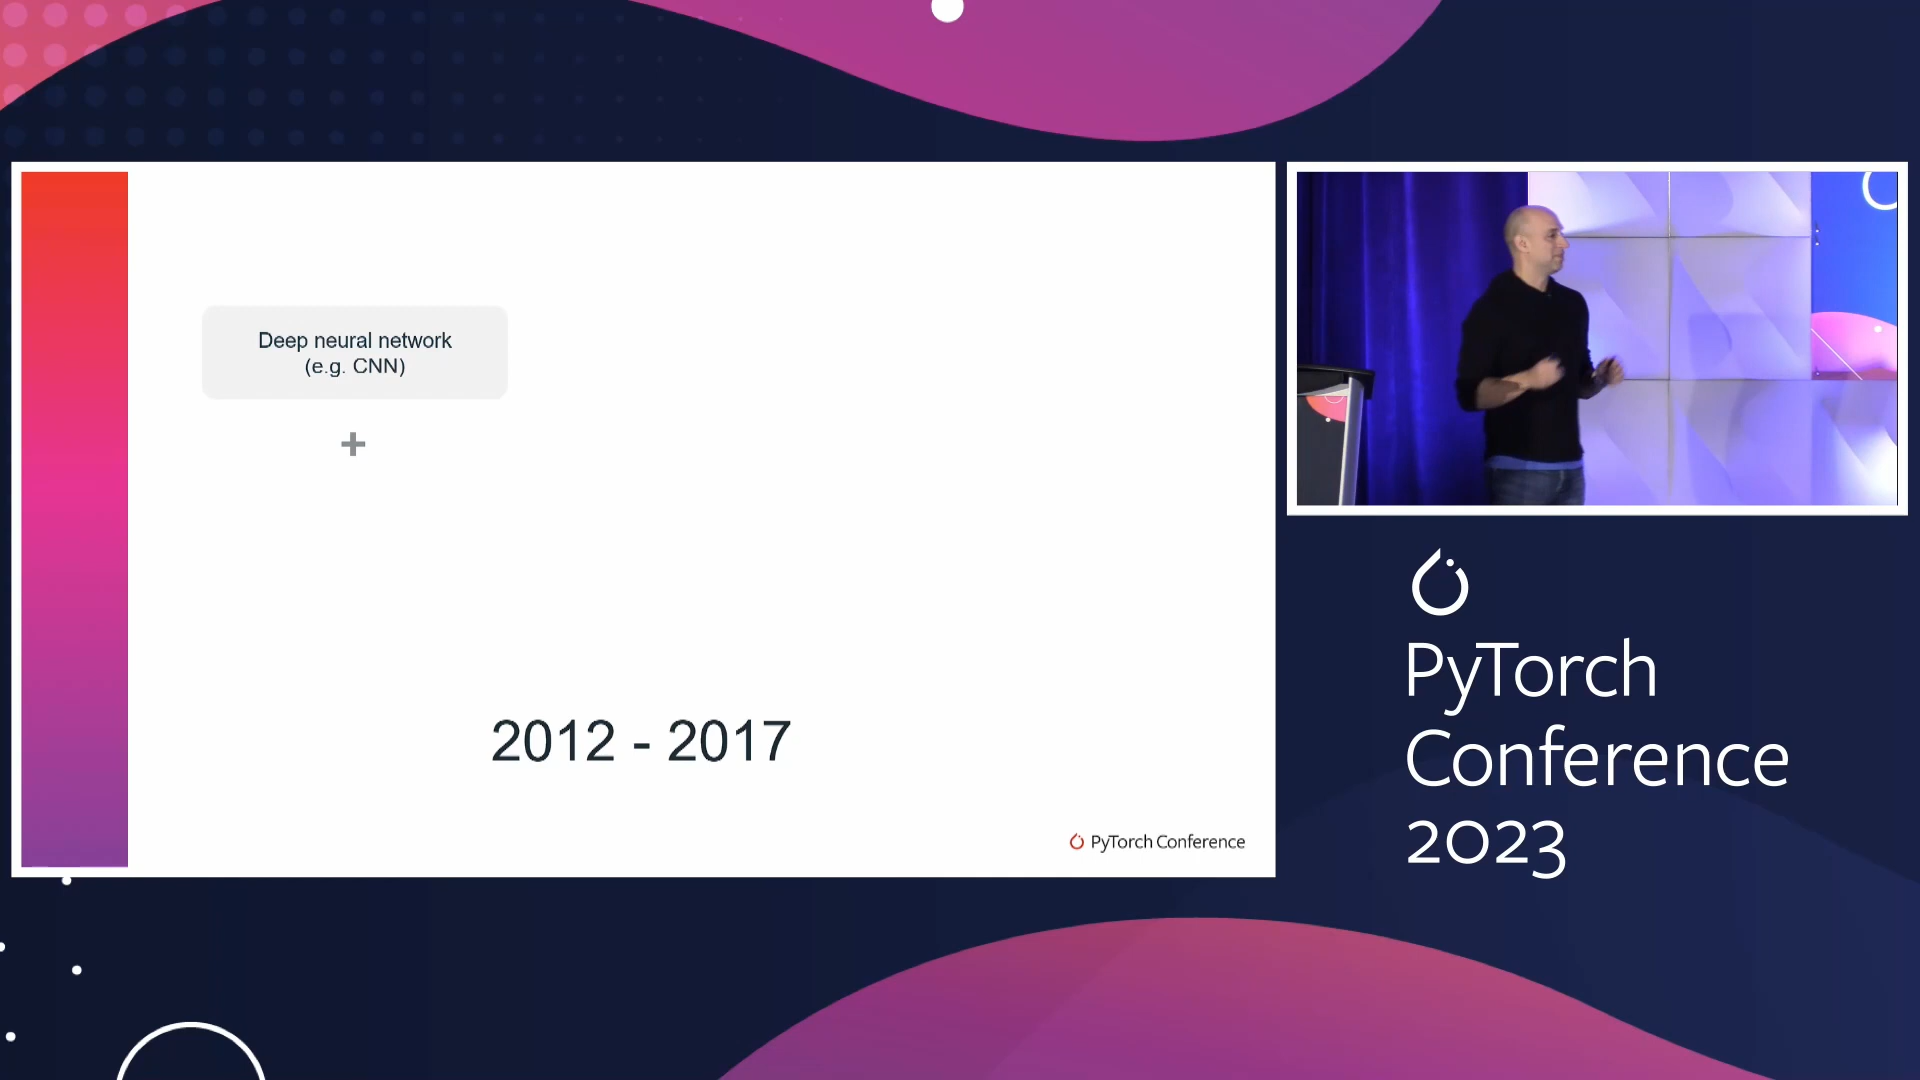 Deep neural network
(e.g. CNN)
+
2012 - 2017
PyTorch Conference
PyTorch
Conference
2023